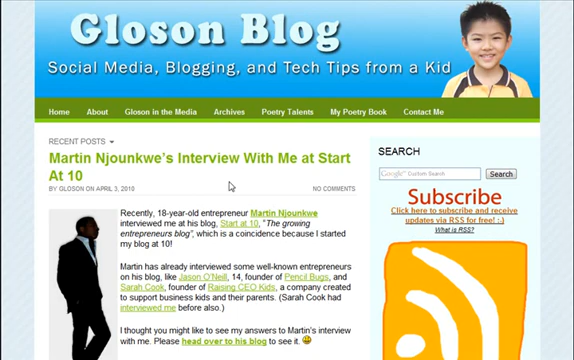 Gloson Blog
Social Media, Blogging, and Tech Tips from a Kid
Home About Gloson in the Media Archives Poetry Talents My Poetry Book Contact Me
RECENT POSTS
Martin Njounkwe's Interview With Me at Start
At 10
BY GLOSON ON APRIL 3, 2010 NO COMMENTS
Recently, 18-year-old entrepreneur Martin Njounkwe
interviewed me at his blog, Start at 10, "The growing
entrepreneurs blog", which is a coincidence because I started
my blog at 10!
Martin has already interviewed some well-known entrepreneurs
on his blog, like Jason O'Neill, 14, founder of Pencil Bugs, and
Sarah Cook, founder of Raising CEO Kids, a company created
to support business kids and their parents. (Sarah Cook had
interviewed me before also.)
I thought you might like to see my answers to Martin's interview
with me. Please head over to his blog to see it.
SEARCH
Google Custom Search Search
Subscribe
Click here to subscribe and receive
updates via RSS for free! :-)
What is RSS?